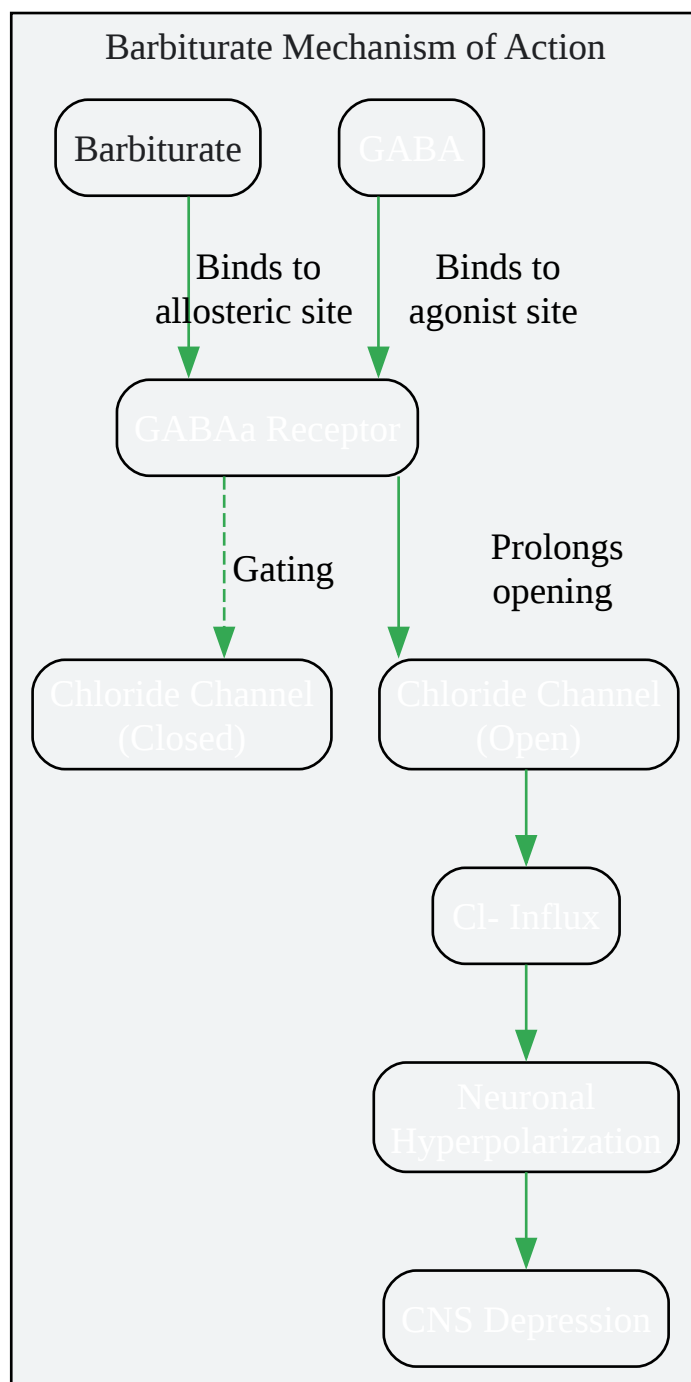 Barbiturate Mechanism of Action
Barbiturate
GABA
Binds to
allosteric site
Binds to
agonist site
GABAa Receptor
Gating
Prolongs
opening
Chloride Channel
(Closed)
Chloride Channel
(Open)
Cl- Influx
Neuronal
Hyperpolarization
CNS Depression